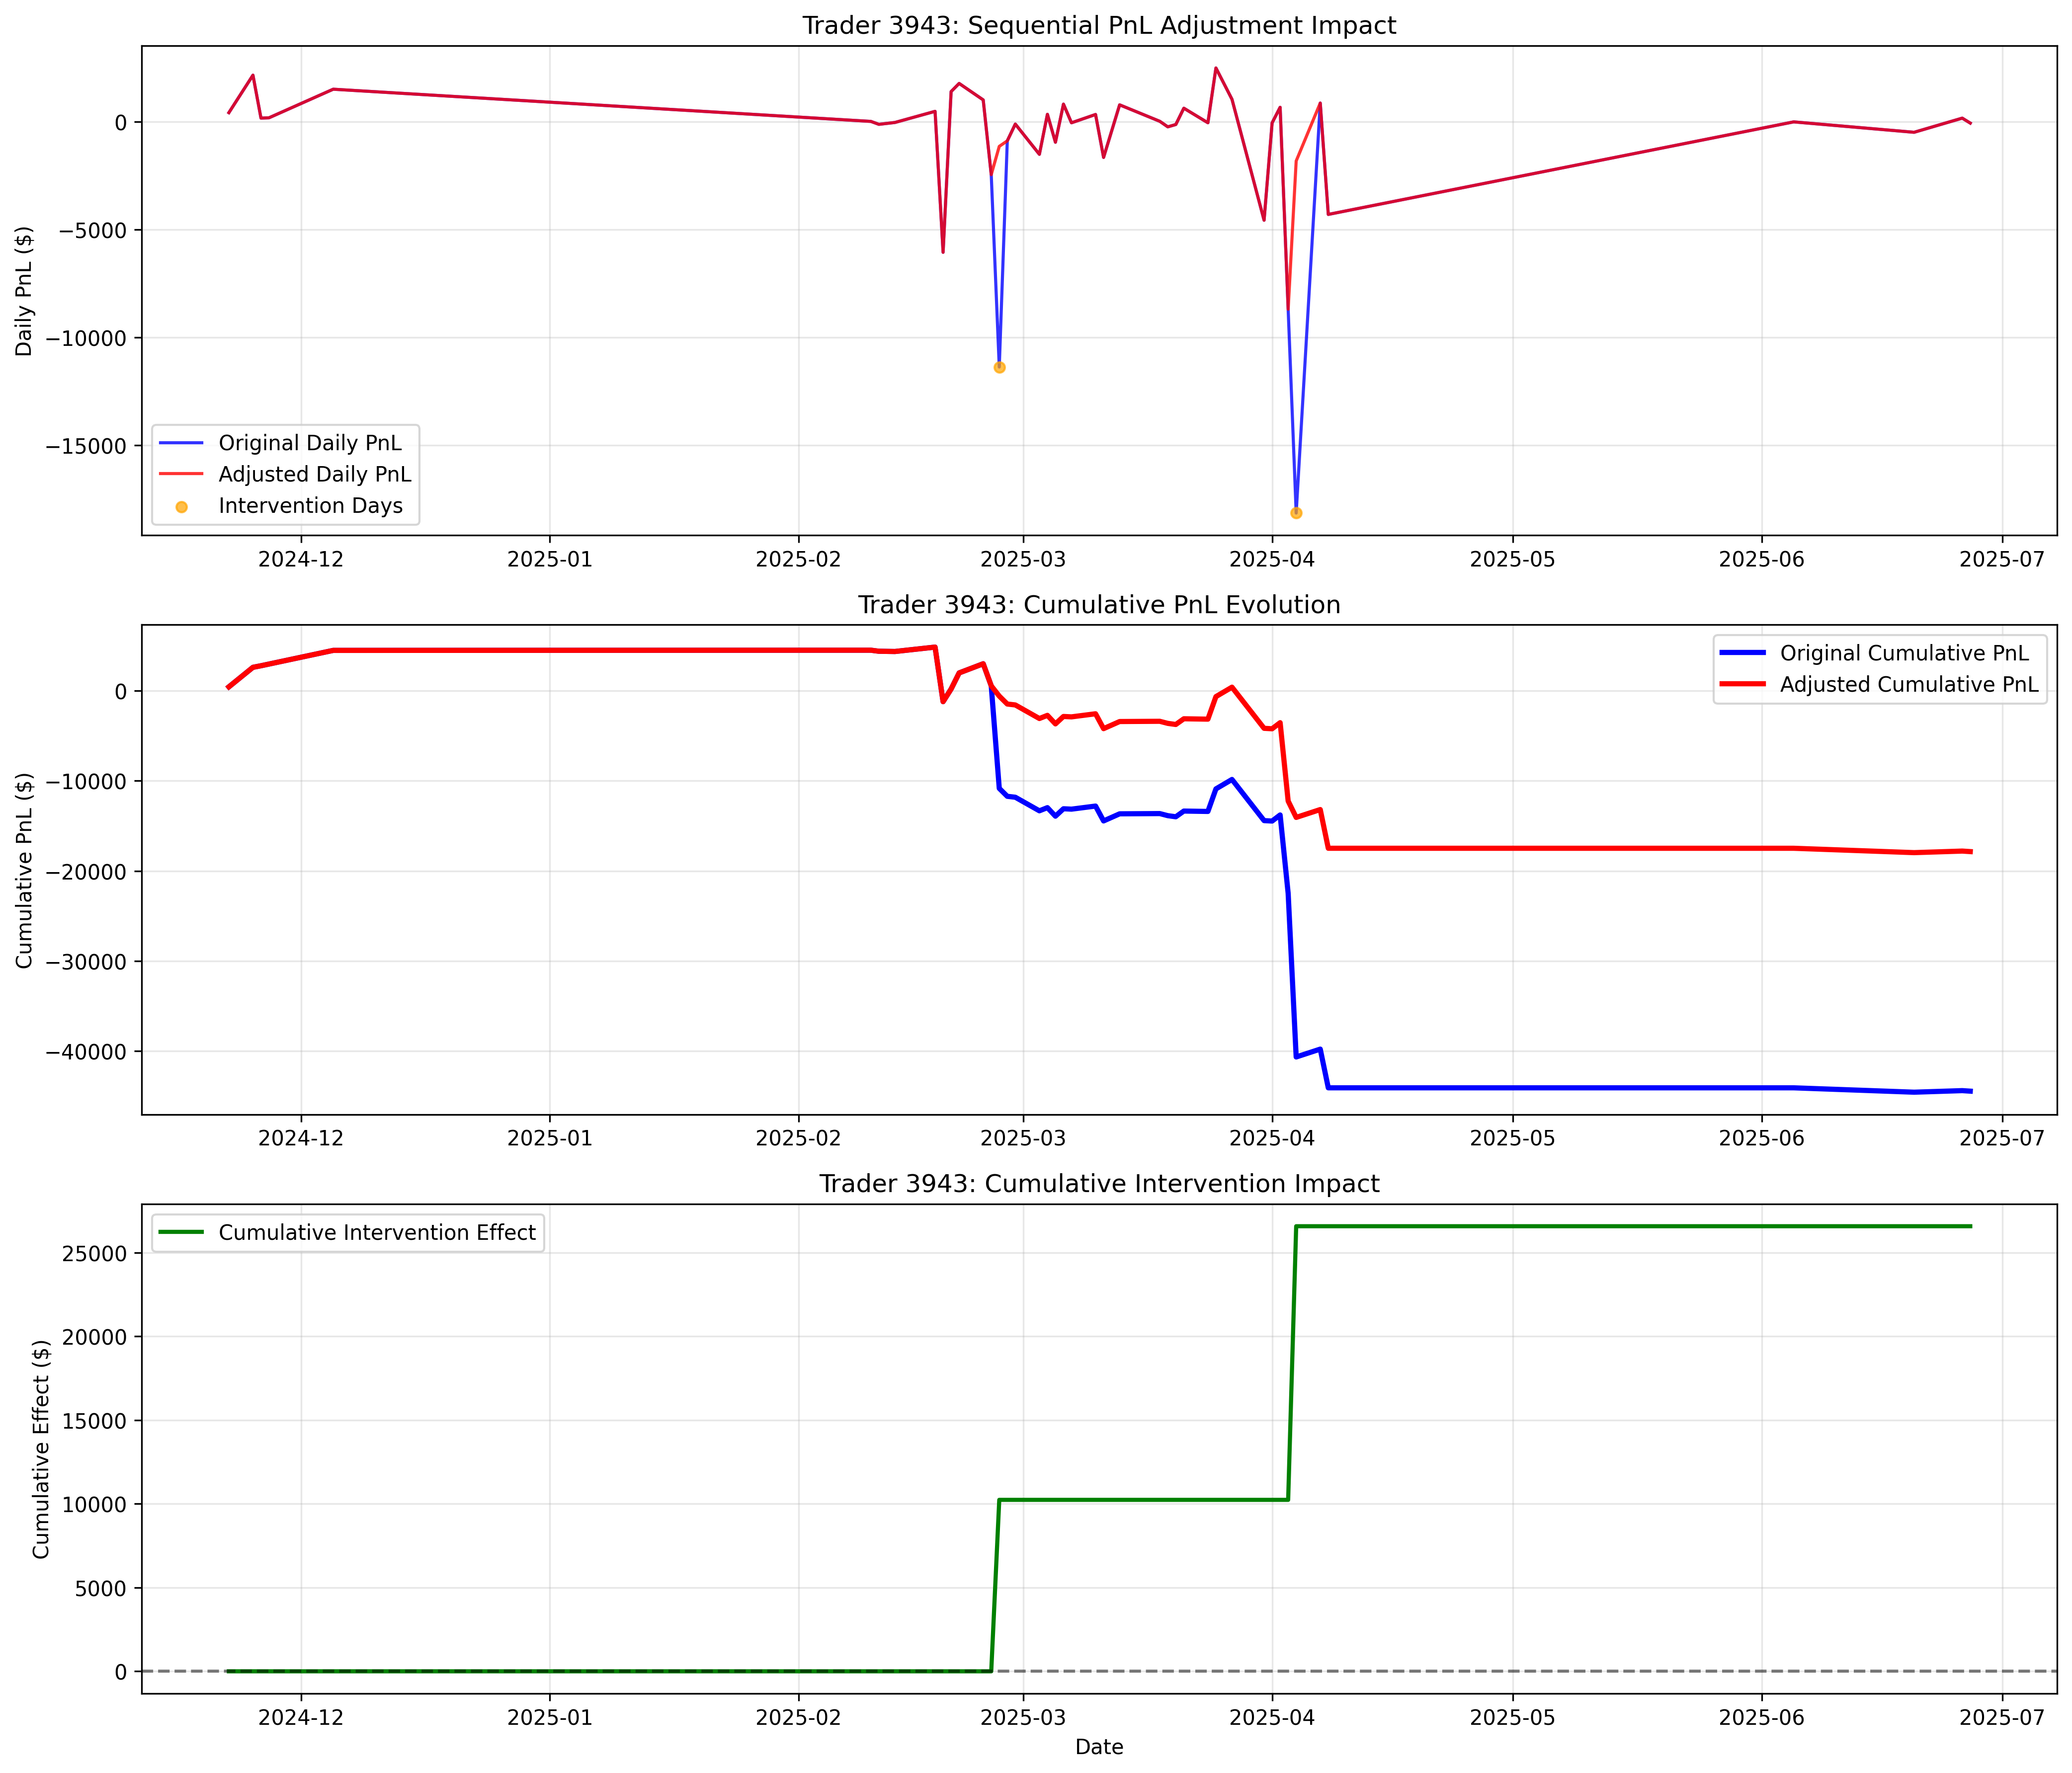 Trader 3943: Sequential PnL Adjustment Impact
Daily PnL ($)
0
−5000
−10000
−15000
Original Daily PnL
Adjusted Daily PnL
Intervention Days
2024-12 2025-01 2025-02 2025-03 2025-04 2025-05 2025-06 2025-07
Trader 3943: Cumulative PnL Evolution
Cumulative PnL ($)
0
−10000
−20000
−30000
−40000
Original Cumulative PnL
Adjusted Cumulative PnL
2024-12 2025-01 2025-02 2025-03 2025-04 2025-05 2025-06 2025-07
Trader 3943: Cumulative Intervention Impact
Cumulative Effect ($)
Cumulative Intervention Effect
25000
20000
15000
10000
5000
0
2024-12 2025-01 2025-02 2025-03 2025-04 2025-05 2025-06 2025-07
Date